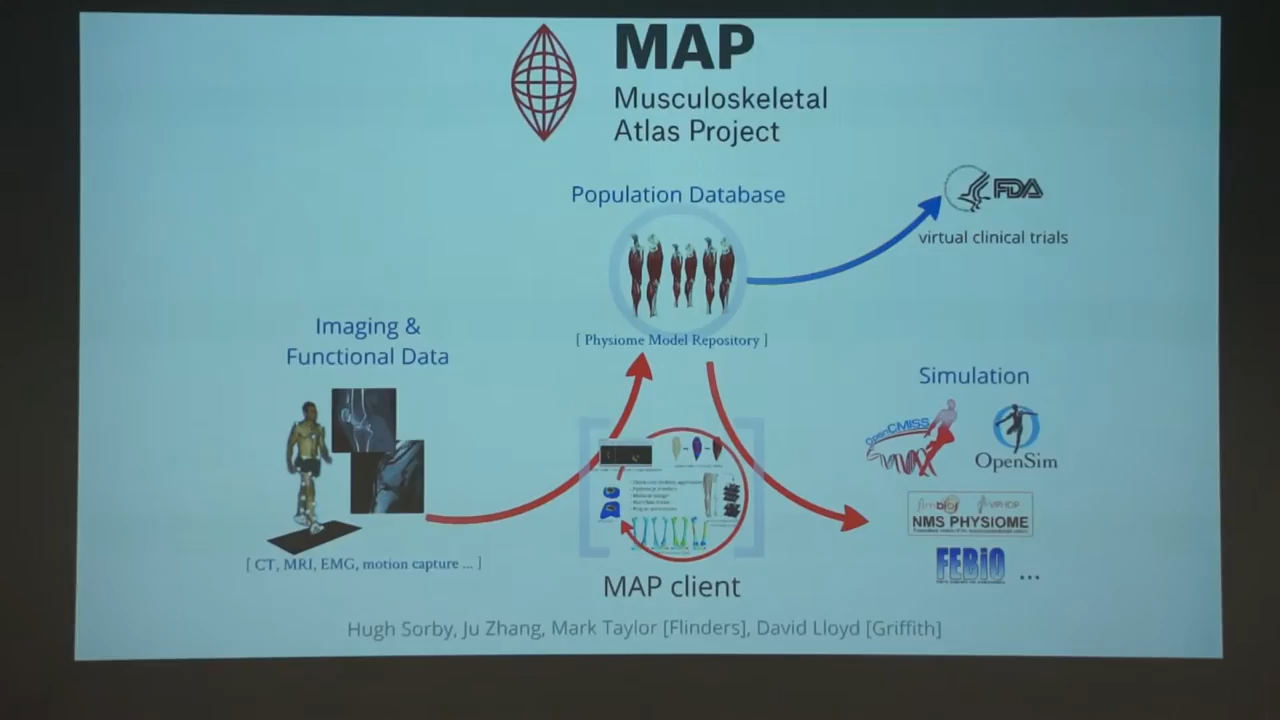 MAP
Musculoskeletal
Atlas Project
Population Database
[ Physiome Model Repository ]
FDA
virtual clinical trials
Imaging &
Functional Data
[ CT, MRI, EMG, motion capture ... ]
MAP client
Simulation
OpenCMISS
OpenSim
NMS PHYSIOME
FEBiO
...
Hugh Sorby, Ju Zhang, Mark Taylor [Flinders], David Lloyd [Griffith]